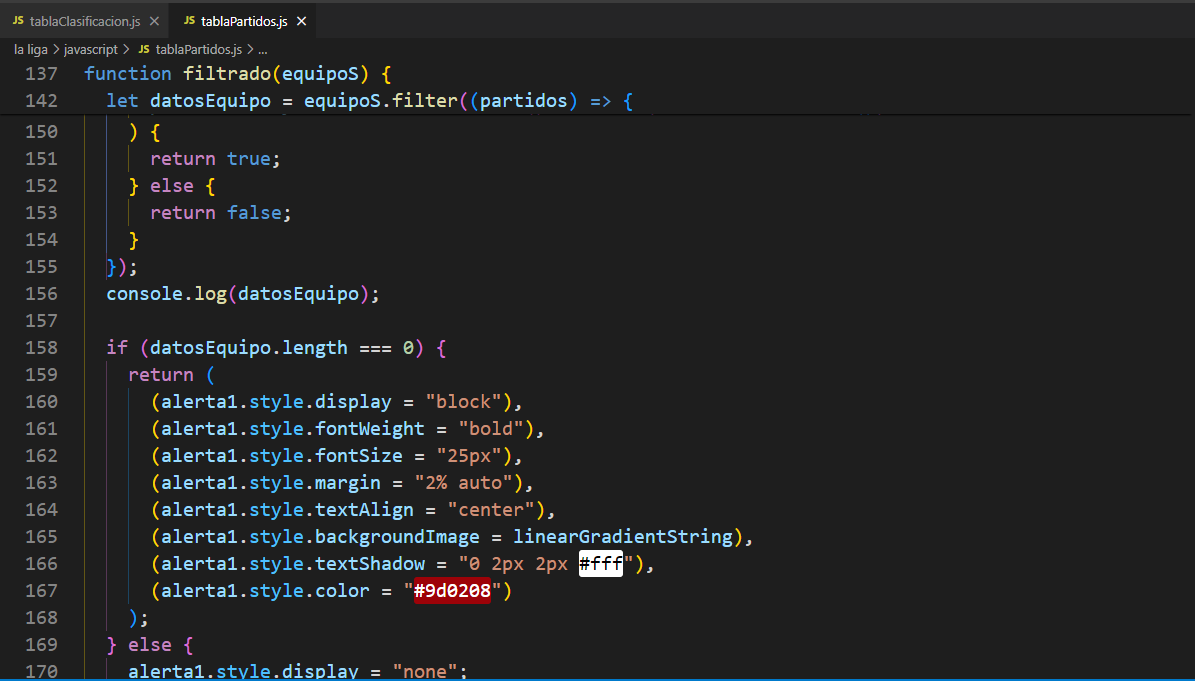 JS tablaClasificacion.js × JS tablaPartidos.js ×
la liga > javascript > JS tablaPartidos.js > ...
137 function filtrado(equipoS) {
142 let datosEquipo = equipoS.filter((partidos) => {
150 ) {
151 return true;
152 } else {
153 return false;
154 }
155 });
156 console.log(datosEquipo);
157
158 if (datosEquipo.length === 0) {
159 return (
160 (alerta1.style.display = "block"),
161 (alerta1.style.fontWeight = "bold"),
162 (alerta1.style.fontSize = "25px"),
163 (alerta1.style.margin = "2% auto"),
164 (alerta1.style.textAlign = "center"),
165 (alerta1.style.backgroundImage = linearGradientString),
166 (alerta1.style.textShadow = "0 2px 2px #fff"),
167 (alerta1.style.color = "#9d0208")
168 );
169 } else {
170 alerta1.style.display = "none";